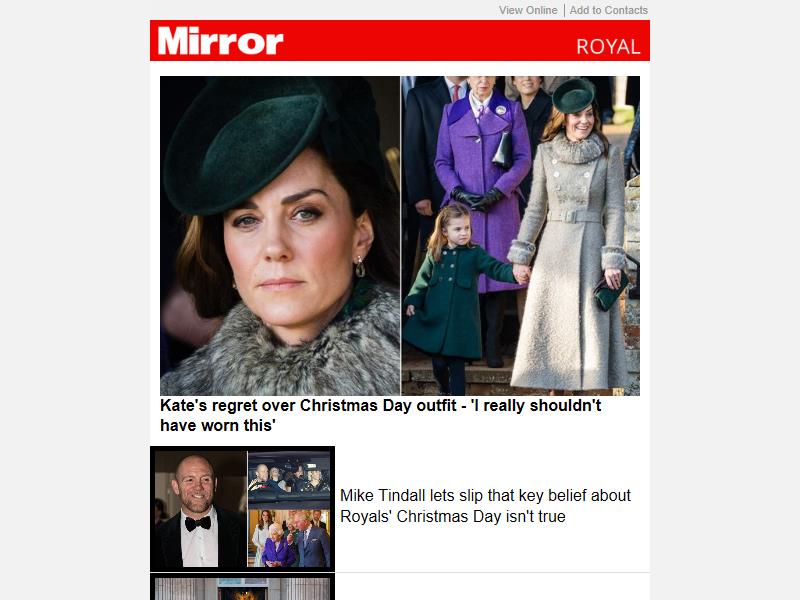 View Online | Add to Contacts
Mirror
ROYAL
Kate's regret over Christmas Day outfit - 'I really shouldn't
have worn this'
Mike Tindall lets slip that key belief about
Royals' Christmas Day isn't true